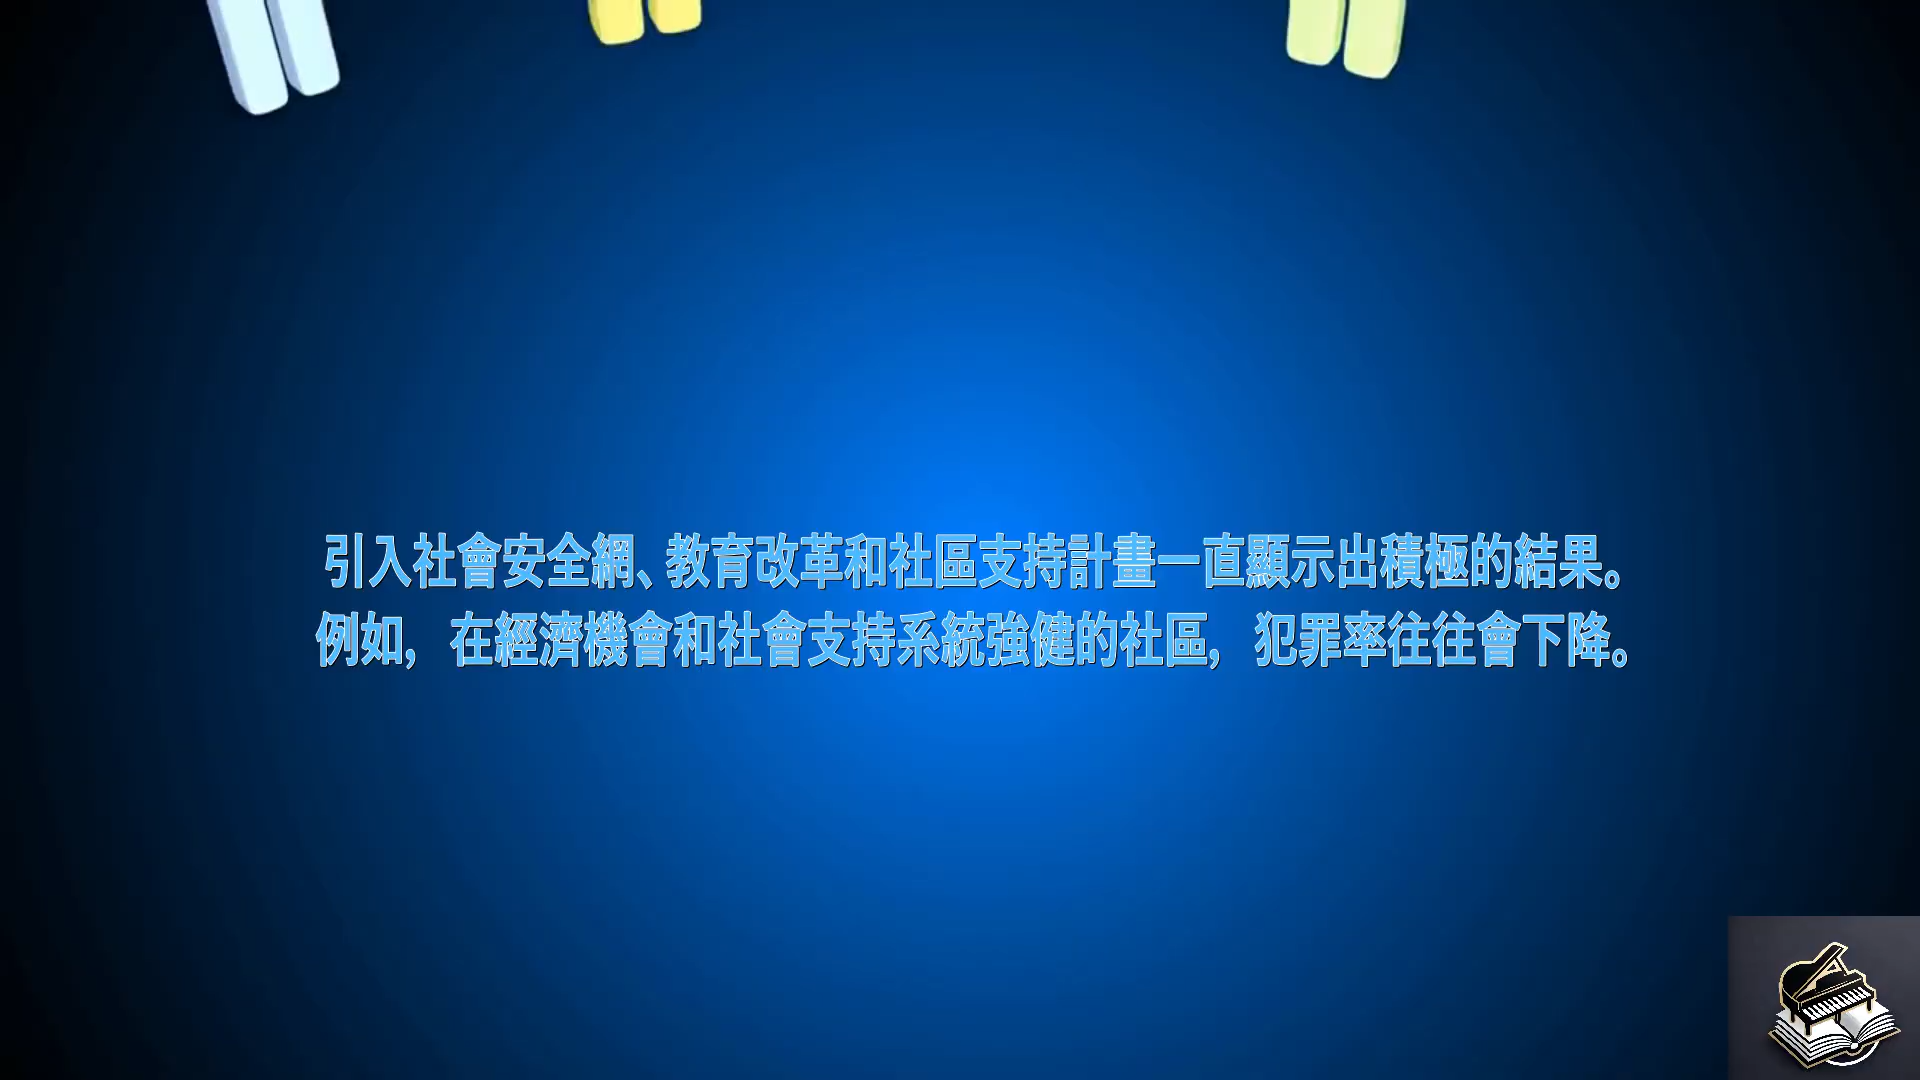 引入社會安全網、教育改革和社區支持計畫一直顯示出積極的結果。
例如，在經濟機會和社會支持系統強健的社區，犯罪率往往會下降。